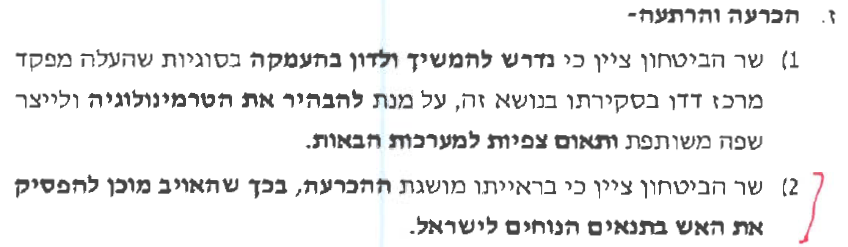 ז. הכרעה והרתעה-
1) שר הביטחון ציין כי נדרש להמשיך ולדון בהעמקה בסוגיות שהעלה מפקד
מרכז דדו בסקירתו בנושא זה, על מנת להבהיר את הטרמינולוגיה ולייצר
שפה משותפת ותאום צפיות למערכות הבאות.
2) שר הביטחון ציין כי בראייתו מושגת ההכרעה, בכך שהאויב מוכן להפסיק
את האש בתנאים הנוחים לישראל.